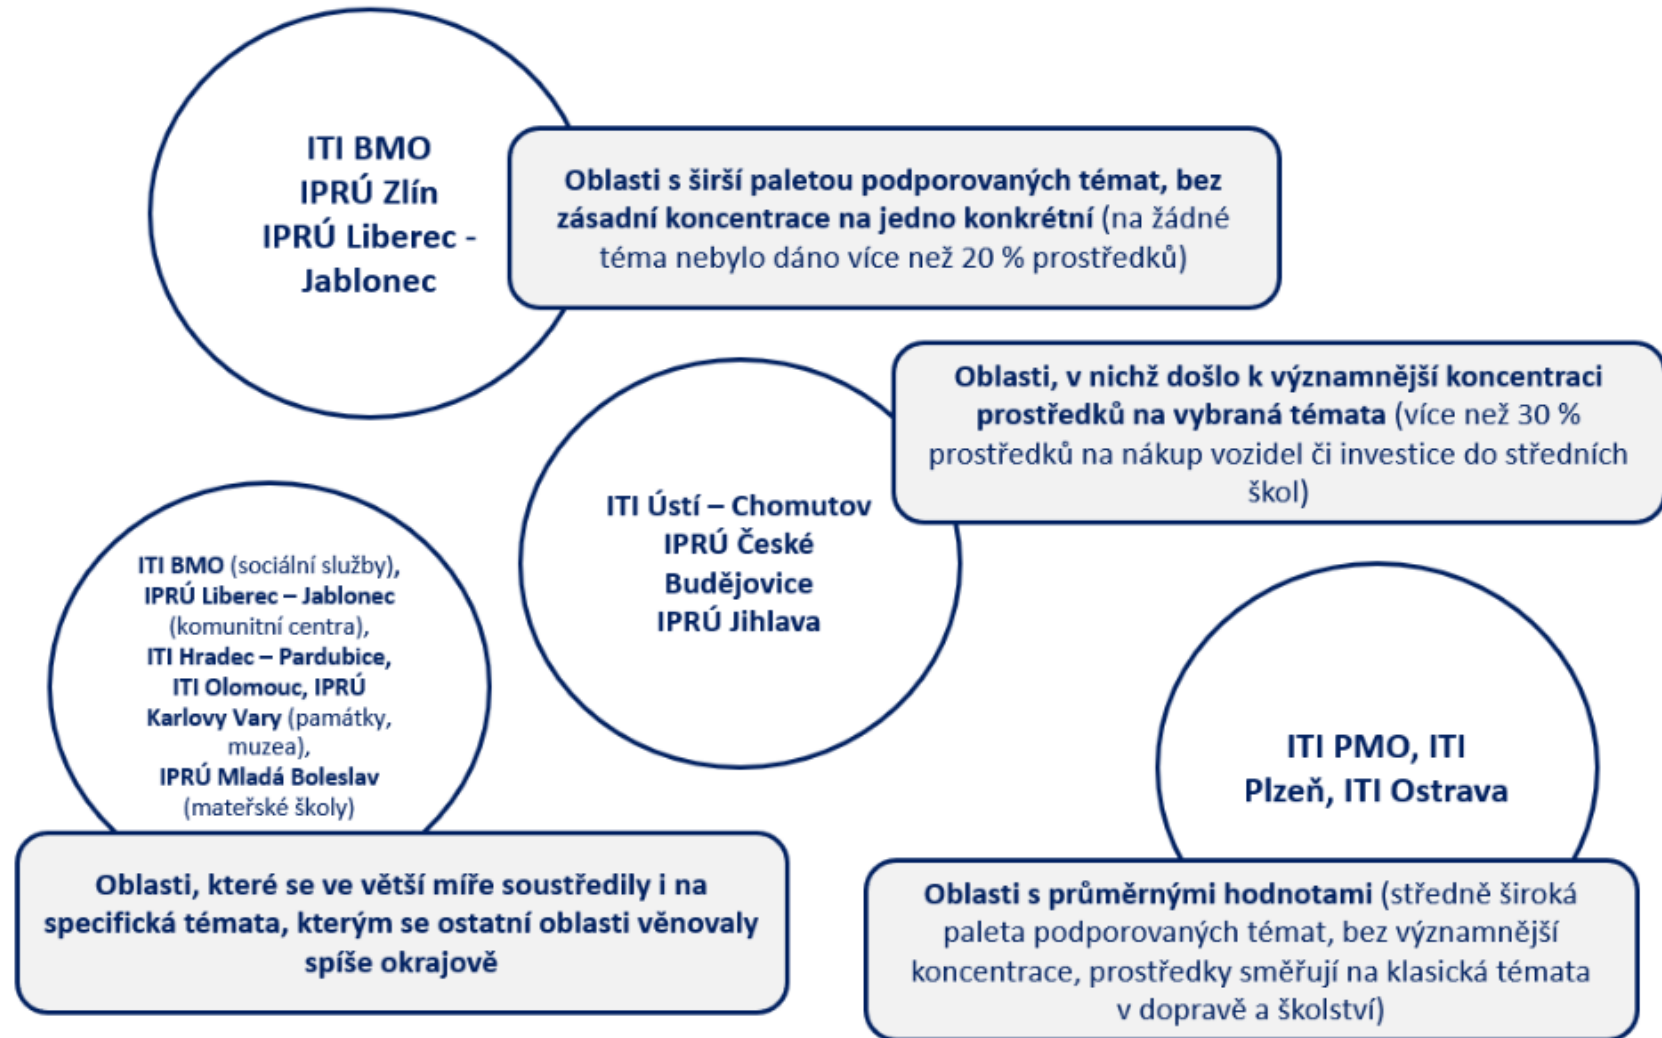 ITI BMO
IPRÚ Zlín
IPRÚ Liberec -
Jablonec
Oblasti s širší paletou podporovaných témat, bez
zásadní koncentrace na jedno konkrétní (na žádné
téma nebylo dáno více než 20 % prostředků)
Oblasti, v nichž došlo k významnější koncentraci
prostředků na vybraná témata (více než 30 %
prostředků na nákup vozidel či investice do středních
škol)
ITI Ústí – Chomutov
IPRÚ České
Budějovice
IPRÚ Jihlava
ITI BMO (sociální služby),
IPRÚ Liberec – Jablonec
(komunitní centra),
ITI Hradec – Pardubice,
ITI Olomouc, IPRÚ
Karlovy Vary (památky,
muzea),
IPRÚ Mladá Boleslav
(mateřské školy)
Oblasti, které se ve větší míře soustředily i na
specifická témata, kterým se ostatní oblasti věnovaly
spíše okrajově
ITI PMO, ITI
Plzeň, ITI Ostrava
Oblasti s průměrnými hodnotami (středně široká
paleta podporovaných témat, bez významnější
koncentrace, prostředky směřují na klasická témata
v dopravě a školství)